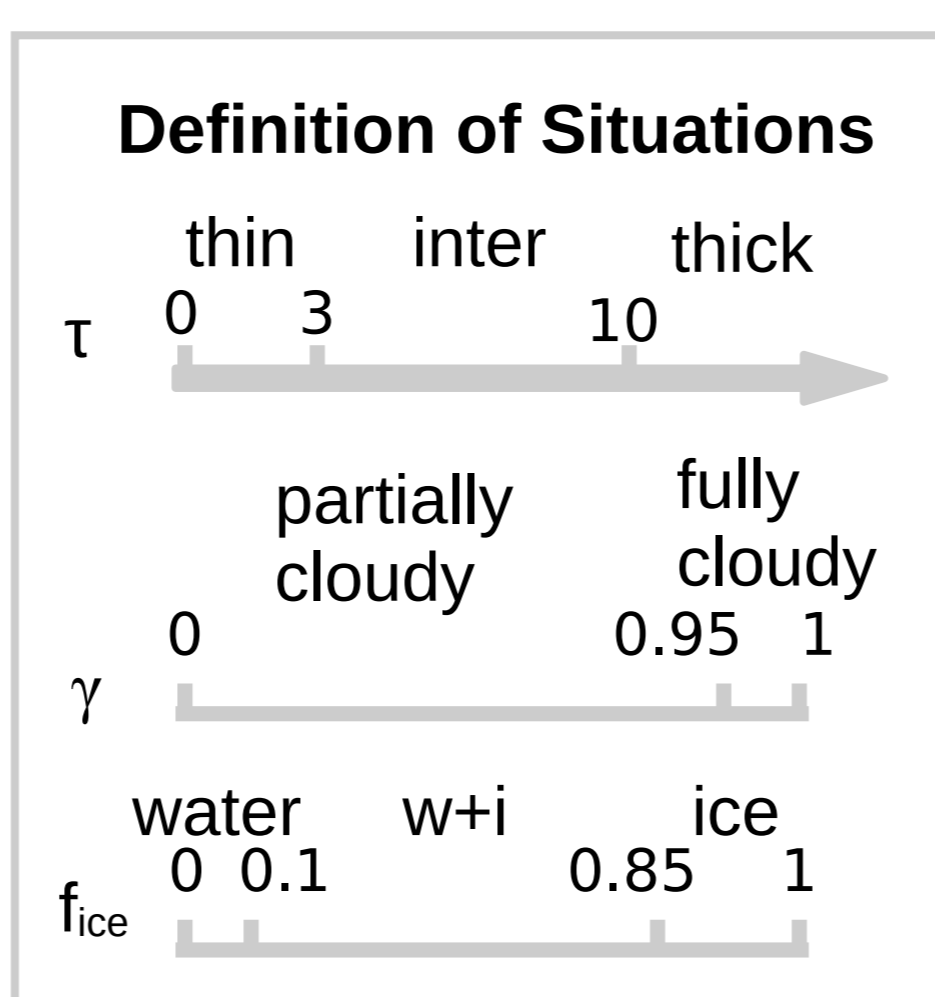 Definition of Situations
thin inter thick
0 3 10
τ
partially fully
cloudy cloudy
0 0.95 1
γ
water w+i ice
0 0.1 0.85 1
fice